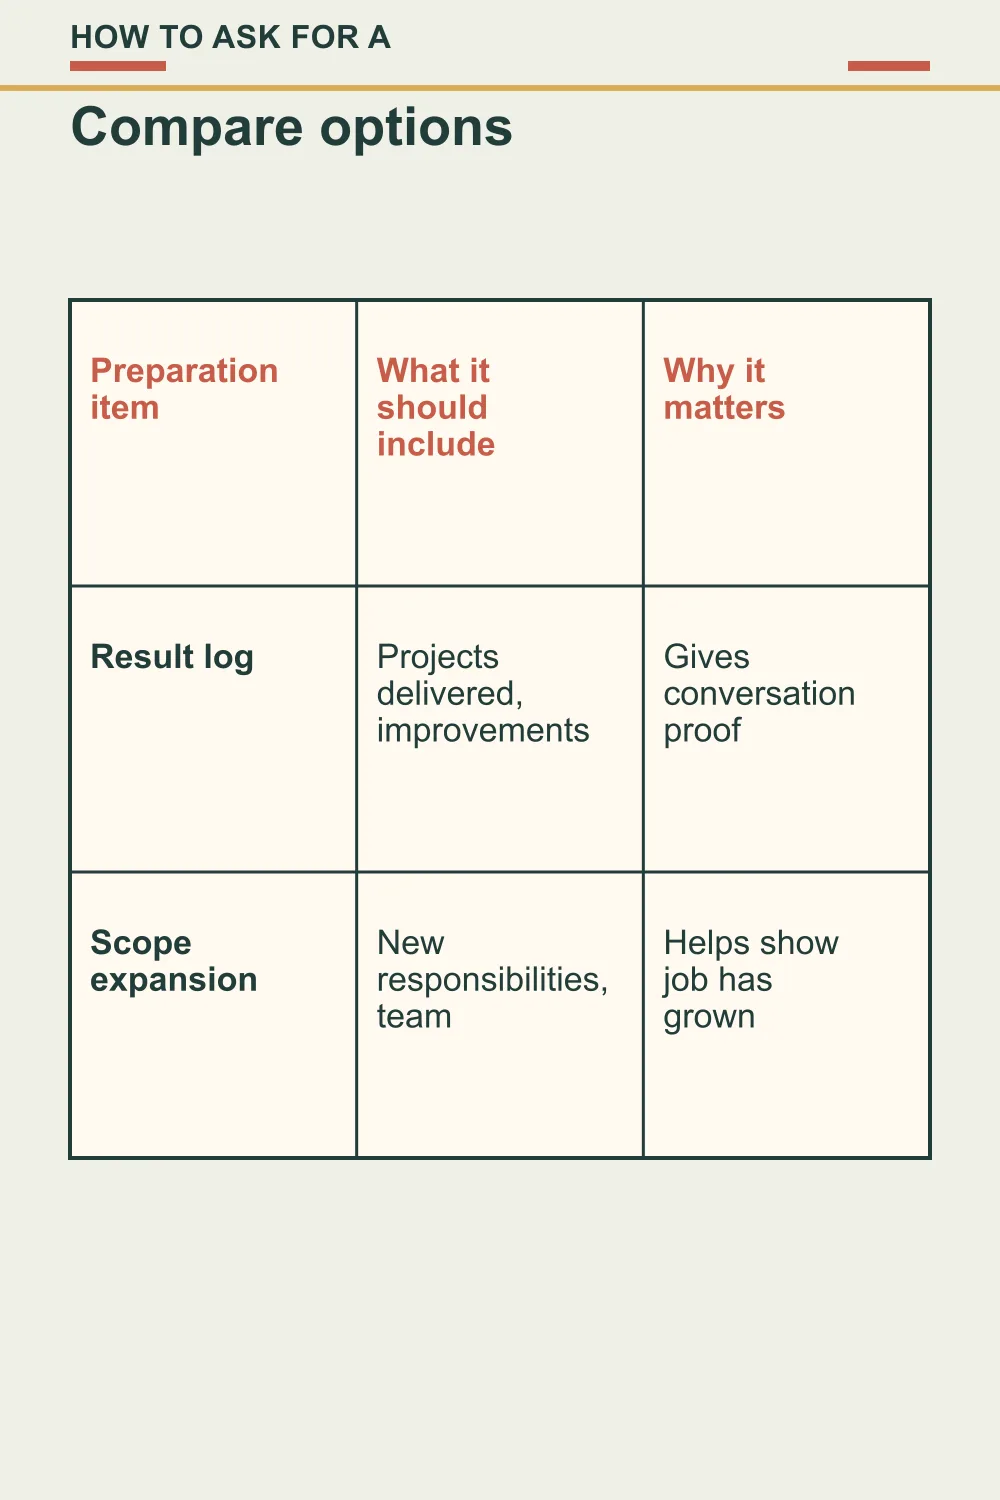 HOW TO ASK FOR A
Compare options
Preparation
item
What it
should
include
Why it
matters
Result log
Projects
delivered,
improvements
Gives
conversation
proof
Scope
expansion
New
responsibilities,
team
Helps show
job has
grown